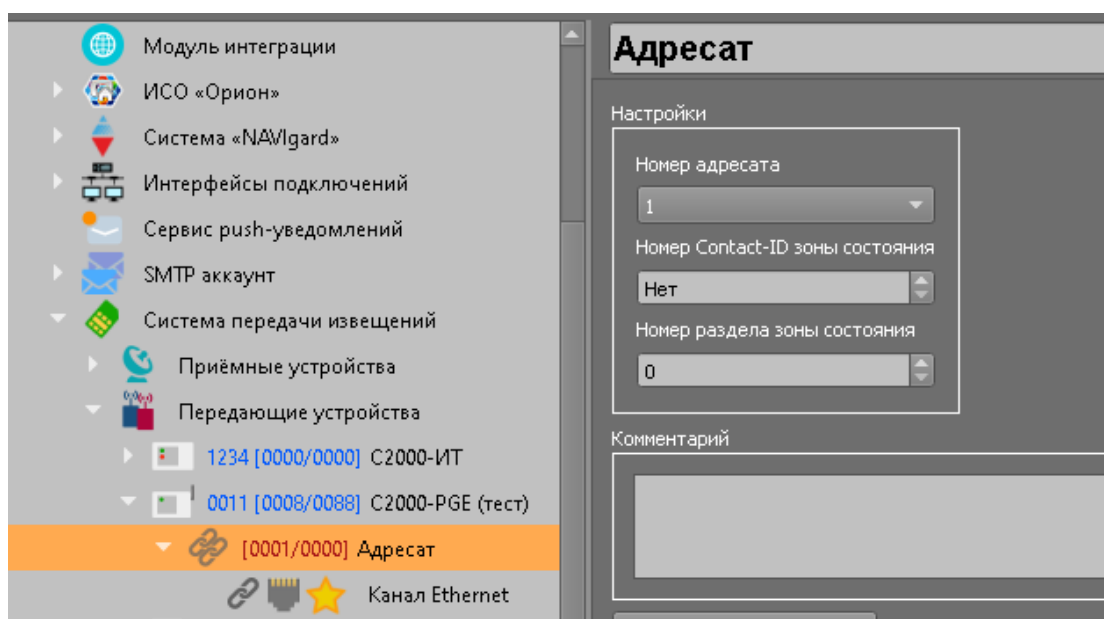 Модуль интеграции
ИСО «Орион»
Система «NAVIgard»
Интерфейсы подключений
Сервис push-уведомлений
SMTP аккаунт
Система передачи извещений
Приёмные устройства
Передающие устройства
1234 [0000/0000] С2000-ИТ
0011 [0008/0088] С2000-PGE (тест)
[0001/0000] Адресат
Канал Ethernet
Адресат
Настройки
Номер адресата
1
Номер Contact-ID зоны состояния
Нет
Номер раздела зоны состояния
0
Комментарий